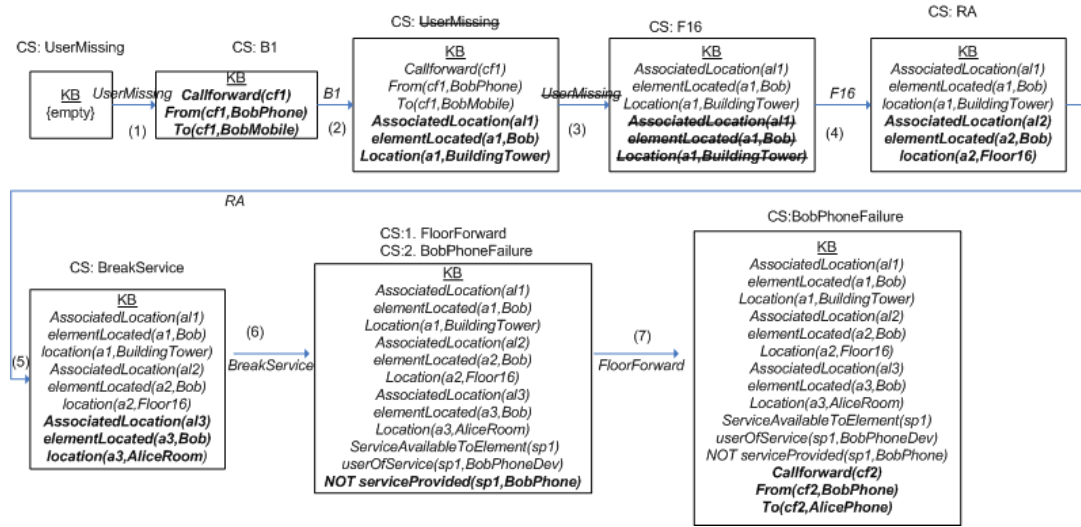 CS: UserMissing
KB
{empty}
UserMissing
(1)
CS: B1
KB
Callforward(cf1)
From(cf1,BobPhone)
To(cf1,BobMobile)
B1
(2)
CS: UserMissing
KB
Callforward(cf1)
From(cf1,BobPhone)
To(cf1,BobMobile)
AssociatedLocation(al1)
elementLocated(a1,Bob)
Location(a1,BuildingTower)
UserMissing
(3)
CS: F16
KB
AssociatedLocation(al1)
elementLocated(a1,Bob)
Location(a1,BuildingTower)
AssociatedLocation(al1)
elementLocated(a1,Bob)
Location(a1,BuildingTower)
F16
(4)
CS: RA
KB
AssociatedLocation(al1)
elementLocated(a1,Bob)
location(a1,BuildingTower)
AssociatedLocation(al2)
elementLocated(a2,Bob)
location(a2,Floor16)
RA
(5)
CS: BreakService
KB
AssociatedLocation(al1)
elementLocated(a1,Bob)
location(a1,BuildingTower)
AssociatedLocation(al2)
elementLocated(a2,Bob)
location(a2,Floor16)
AssociatedLocation(al3)
elementLocated(a3,Bob)
location(a3,AliceRoom)
(6)
BreakService
CS:1. FloorForward
CS:2. BobPhoneFailure
KB
AssociatedLocation(al1)
elementLocated(a1,Bob)
Location(a1,BuildingTower)
AssociatedLocation(al2)
elementLocated(a2,Bob)
Location(a2,Floor16)
AssociatedLocation(al3)
elementLocated(a3,Bob)
Location(a3,AliceRoom)
ServiceAvailableToElement(sp1)
userOfService(sp1,BobPhoneDev)
NOT serviceProvided(sp1,BobPhone)
(7)
FloorForward
CS:BobPhoneFailure
KB
AssociatedLocation(al1)
elementLocated(a1,Bob)
Location(a1,BuildingTower)
AssociatedLocation(al2)
elementLocated(a2,Bob)
Location(a2,Floor16)
AssociatedLocation(al3)
elementLocated(a3,Bob)
Location(a3,AliceRoom)
ServiceAvailableToElement(sp1)
userOfService(sp1,BobPhoneDev)
NOT serviceProvided(sp1,BobPhone)
Callforward(cf2)
From(cf2,BobPhone)
To(cf2,AlicePhone)